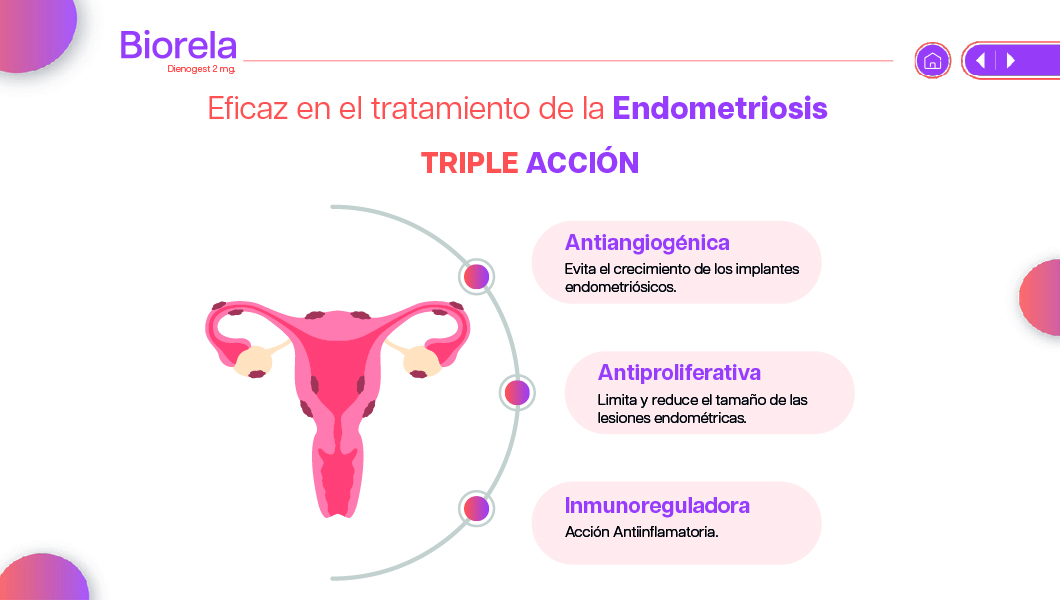 Biorela
Dienogest 2 mg.
Eficaz en el tratamiento de la Endometriosis
TRIPLE ACCIÓN
Antiangiogénica
Evita el crecimiento de los implantes
endometriósicos.
Antiproliferativa
Limita y reduce el tamaño de las
lesiones endométricas.
Inmunoreguladora
Acción Antiinflamatoria.